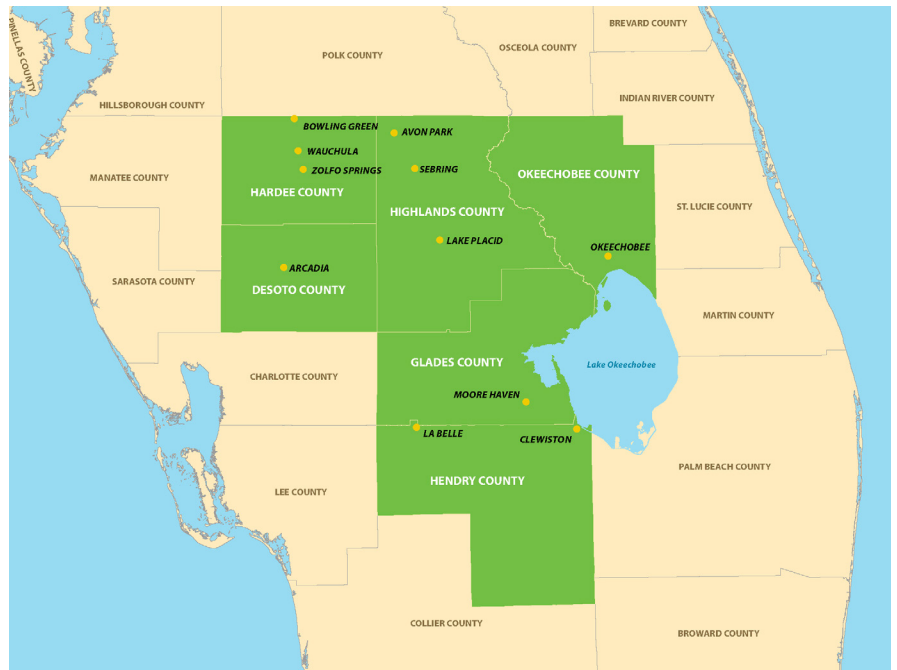 BREVARD COUNTY
PINELLAS COUNTY
OSCEOLA COUNTY
POLK COUNTY
INDIAN RIVER COUNTY
HILLSBOROUGH COUNTY
BOWLING GREEN
AVON PARK
WAUCHULA
ZOLFO SPRINGS
SEBRING
OKEECHOBEE COUNTY
MANATEE COUNTY
HARDEE COUNTY
HIGHLANDS COUNTY
ST. LUCIE COUNTY
LAKE PLACID
OKEECHOBEE
ARCADIA
SARASOTA COUNTY
DESOTO COUNTY
MARTIN COUNTY
GLADES COUNTY
Lake Okeechobee
CHARLOTTE COUNTY
MOORE HAVEN
LA BELLE
CLEWISTON
PALM BEACH COUNTY
HENDRY COUNTY
LEE COUNTY
COLLIER COUNTY
BROWARD COUNTY